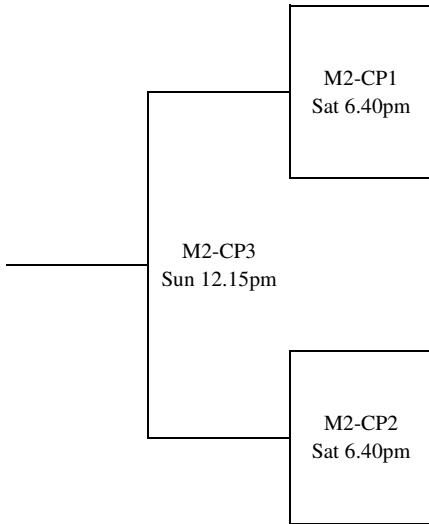 M2-CP1
Sat 6.40pm
M2-CP3
Sun 12.15pm
M2-CP2
Sat 6.40pm